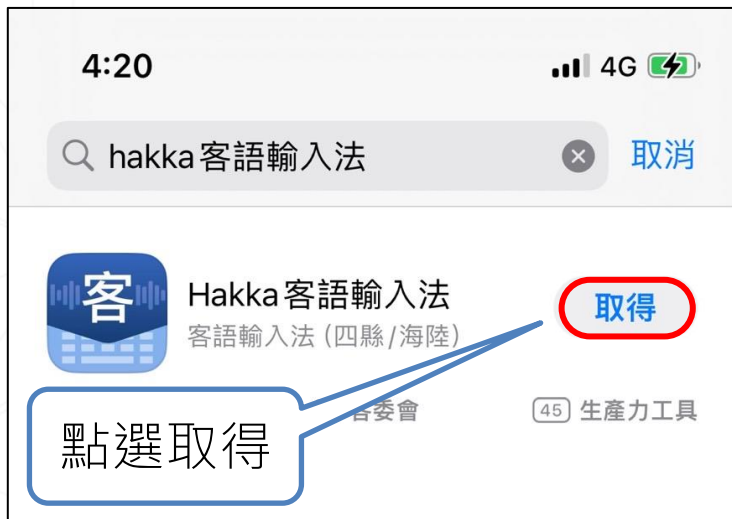 4:20
4G
hakka客語輸入法
取消
客
Hakka客語輸入法
客語輸入法 (四縣/海陸)
取得
客委會
45 生產力工具
點選取得